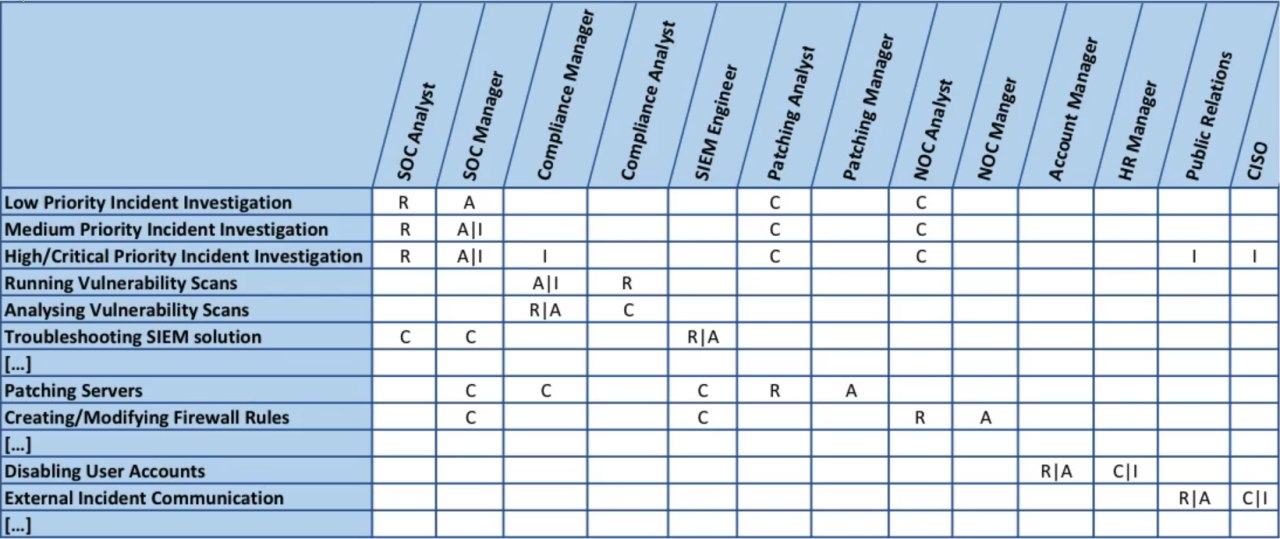 SOC Analyst
SOC Manager
Compliance Manager
Compliance Analyst
SIEM Engineer
Patching Analyst
Patching Manager
NOC Analyst
NOC Manger
Account Manager
HR Manager
Public Relations
CISO
Low Priority Incident Investigation R A C C
Medium Priority Incident Investigation R A|I C C
High/Critical Priority Incident Investigation R A|I I C C I I
Running Vulnerability Scans A|I R
Analysing Vulnerability Scans R|A C
Troubleshooting SIEM solution C C R|A
[...]
Patching Servers C C C R A
Creating/Modifying Firewall Rules C C R A
[...]
Disabling User Accounts R|A C|I
External Incident Communication R|A C|I
[...]